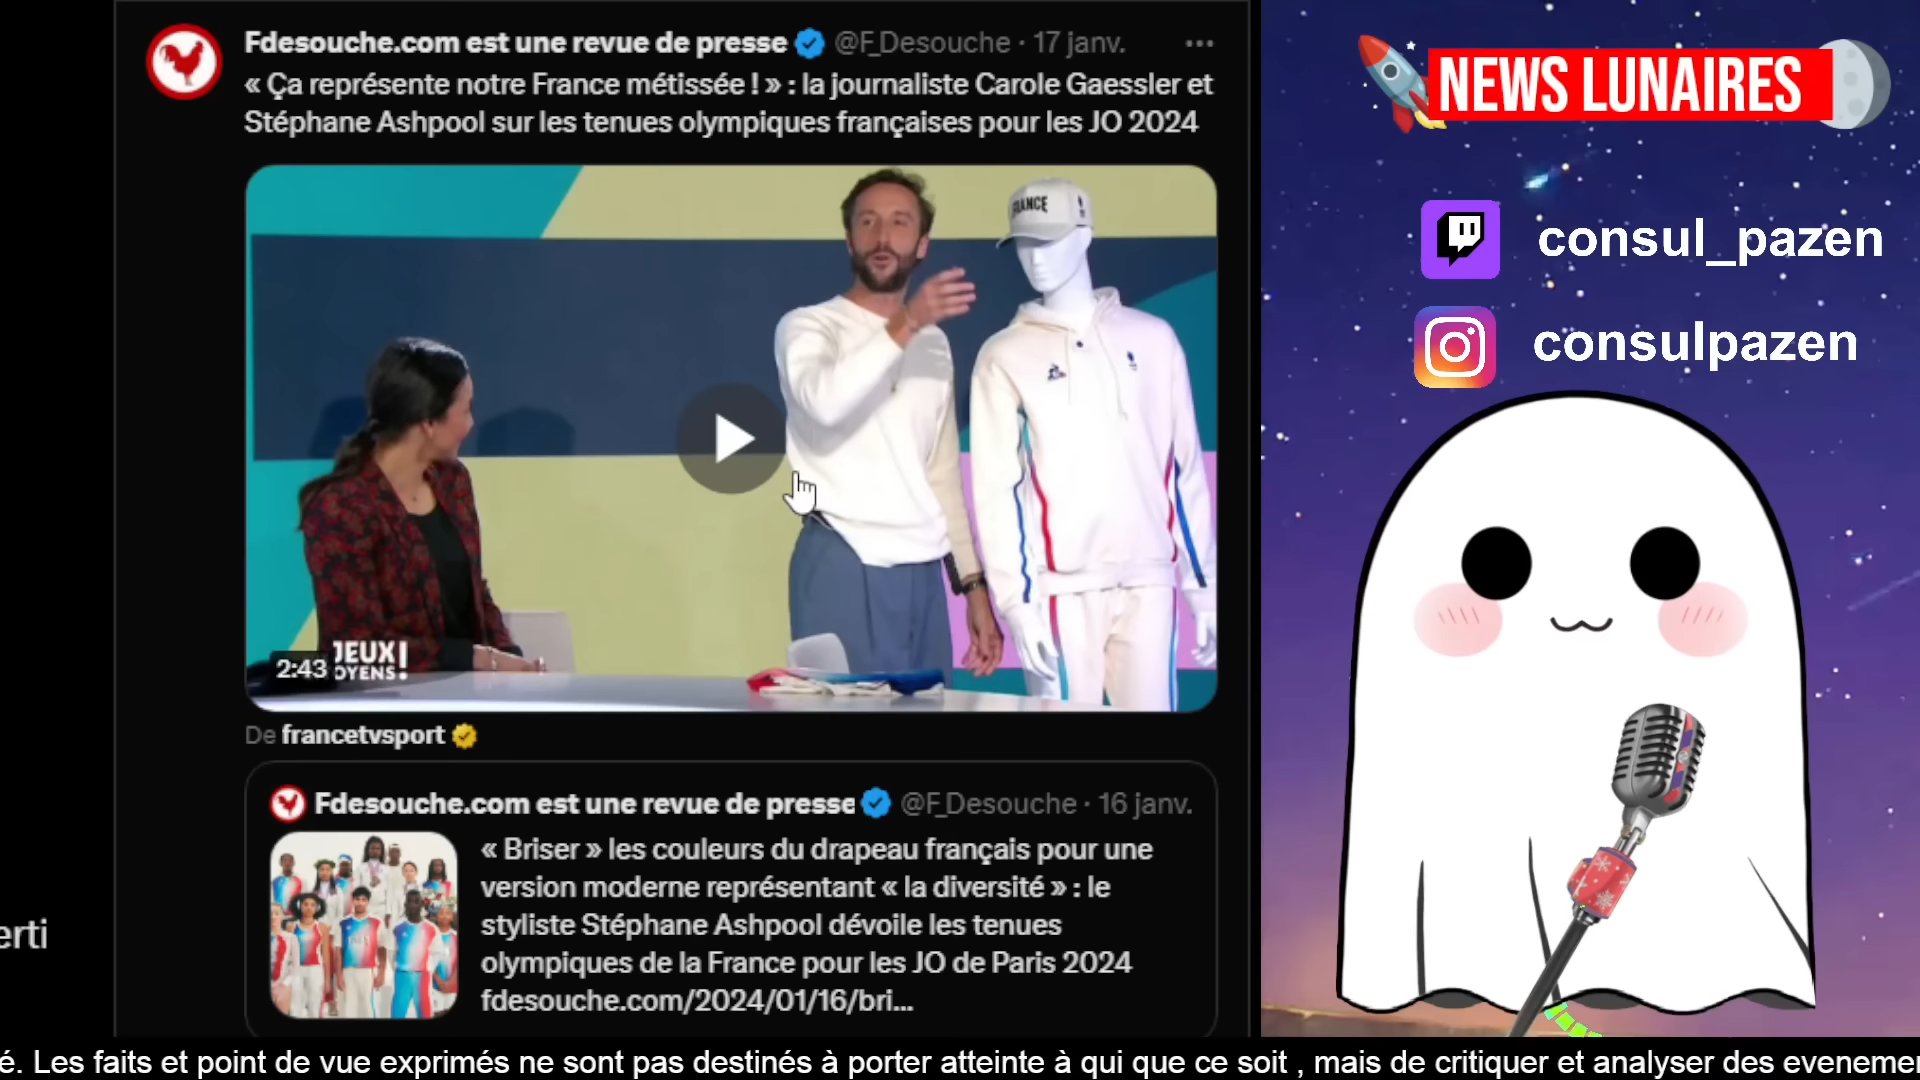 Fdesouche.com est une revue de presse @F_Desouche · 17 janv.
« Ça représente notre France métissée ! » : la journaliste Carole Gaessler et
Stéphane Ashpool sur les tenues olympiques françaises pour les JO 2024
FRANCE
2:43
JEUX
OYENS!
De francetvsport
Fdesouche.com est une revue de presse @F_Desouche · 16 janv.
« Briser » les couleurs du drapeau français pour une
version moderne représentant « la diversité » : le
styliste Stéphane Ashpool dévoile les tenues
olympiques de la France pour les JO de Paris 2024
fdesouche.com/2024/01/16/bri...
erti
NEWS LUNAIRES
consul_pazen
consulpazen
é. Les faits et point de vue exprimés ne sont pas destinés à porter atteinte à qui que ce soit , mais de critiquer et analyser des evenemer